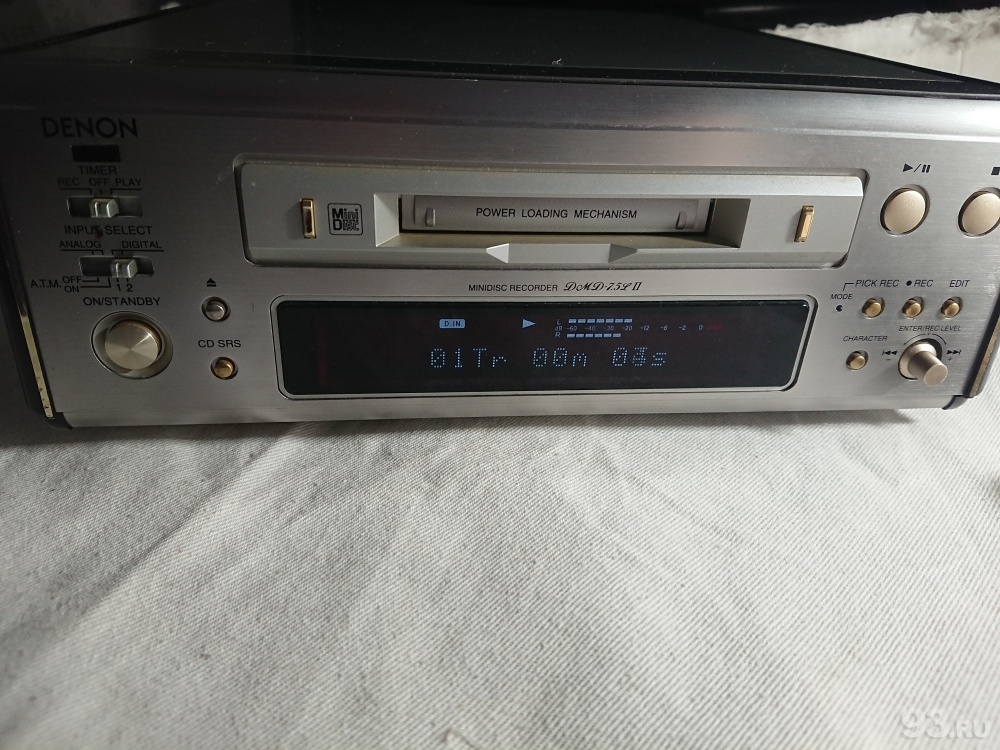 DENON
TIMER
REC OFF PLAY
INPUT SELECT
ANALOG DIGITAL
A.T.M. OFF ON 1 2
ON/STANDBY
CD SRS
Mini Disc
POWER LOADING MECHANISM
MINIDISC RECORDER DMD-7.5L II
D IN
L
dB -60 -40 -30 -20 -12 -6 -2 0
R
01Tr 00m s
PICK REC REC EDIT
MODE
ENTER/REC LEVEL
CHARACTER
- +
93.RU